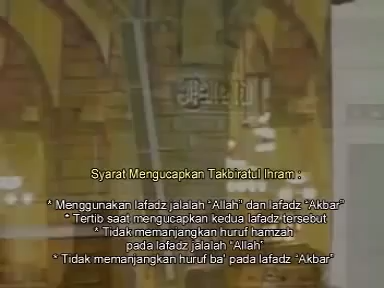 Syarat Mengucapkan Takbiratul Ihram :
* Menggunakan lafadz jalalah "Allah" dan lafadz "Akbar"
* Tertib saat mengucapkan kedua lafadz tersebut
* Tidak memanjangkan huruf hamzah
pada lafadz jalalah "Allah"
* Tidak memanjangkan huruf ba' pada lafadz "Akbar"